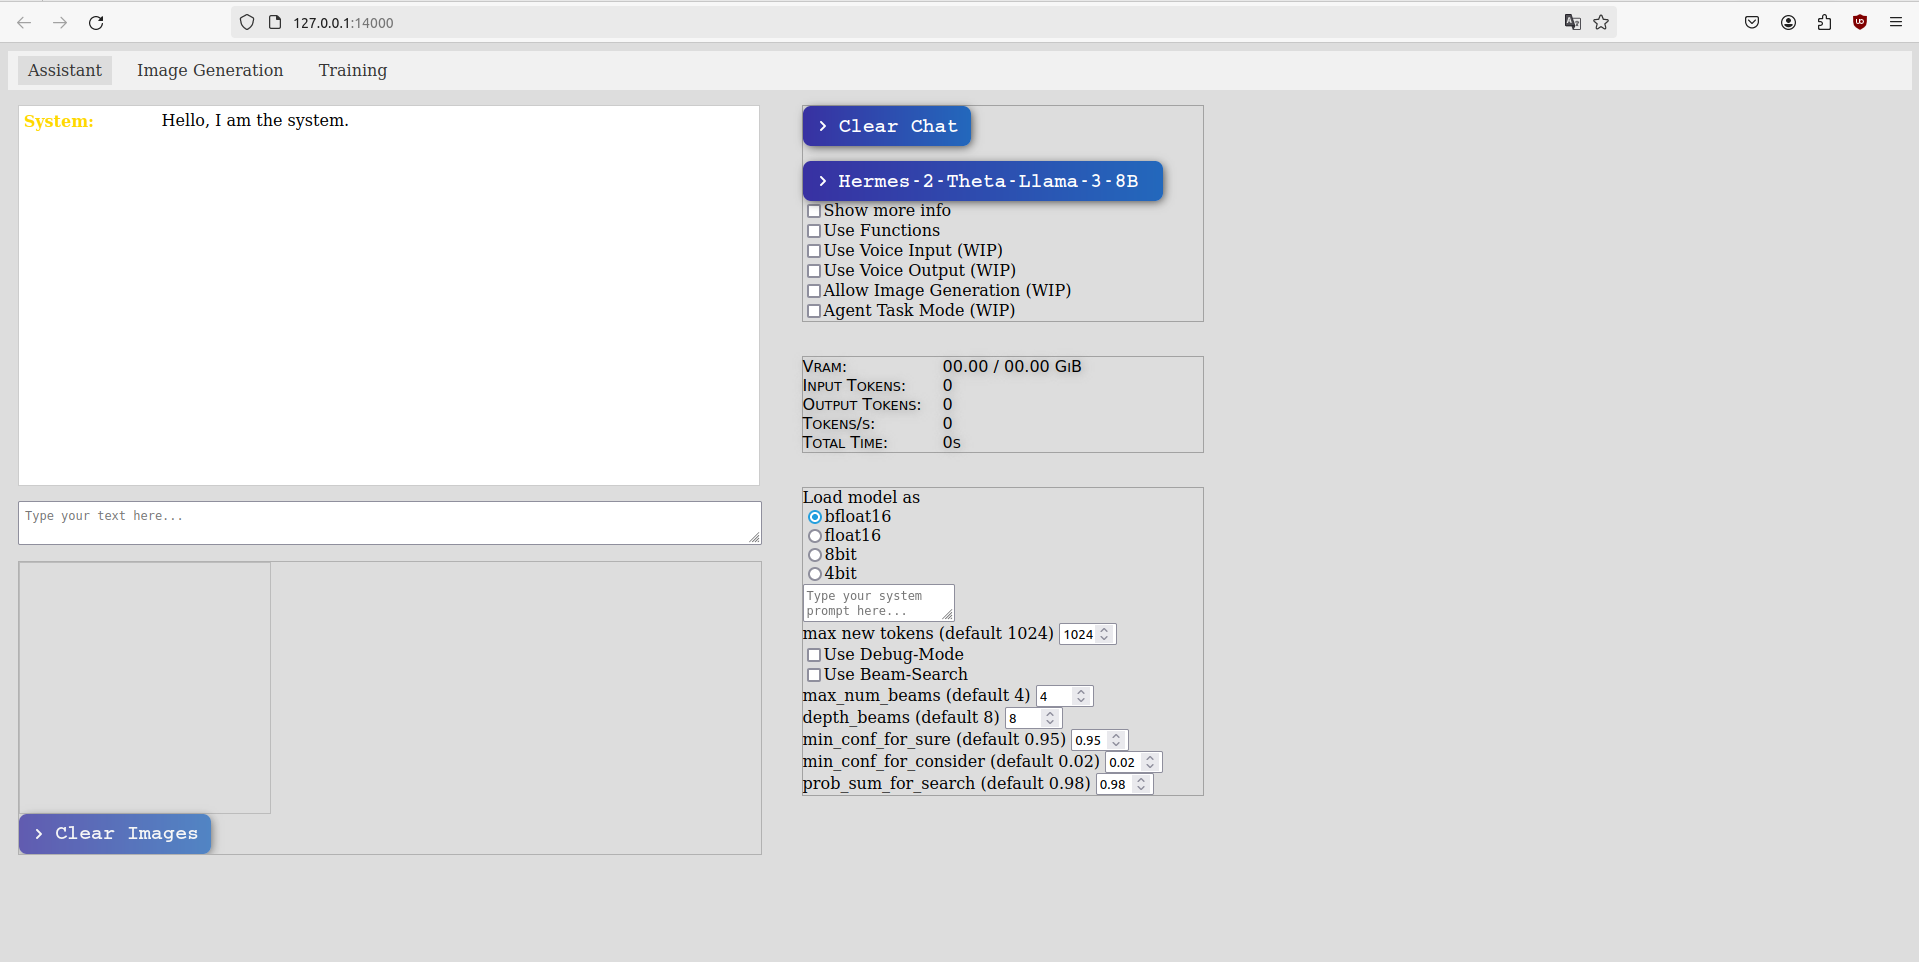 127.0.0.1:14000
Assistant
Image Generation
Training
System:
Hello, I am the system.
Type your text here...
Clear Images
Clear Chat
Hermes-2-Theta-Llama-3-8B
Show more info
Use Functions
Use Voice Input (WIP)
Use Voice Output (WIP)
Allow Image Generation (WIP)
Agent Task Mode (WIP)
Vram: 00.00 / 00.00 GiB
Input Tokens: 0
Output Tokens: 0
Tokens/s: 0
Total Time: 0s
Load model as
bfloat16
float16
8bit
4bit
Type your system
prompt here...
max new tokens (default 1024) 1024
Use Debug-Mode
Use Beam-Search
max_num_beams (default 4) 4
depth_beams (default 8) 8
min_conf_for_sure (default 0.95) 0.95
min_conf_for_consider (default 0.02) 0.02
prob_sum_for_search (default 0.98) 0.98